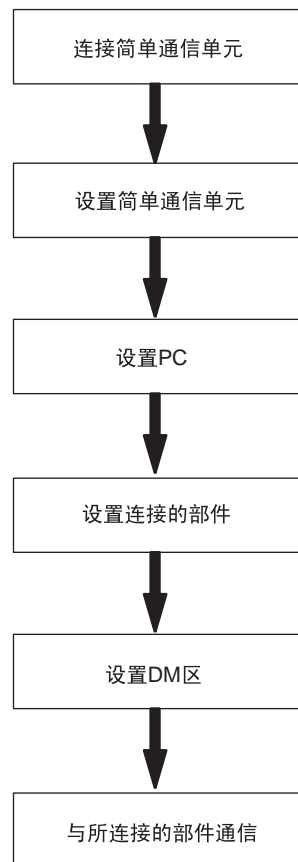 连接简单通信单元
设置简单通信单元
设置PC
设置连接的部件
设置DM区
与所连接的部件通信